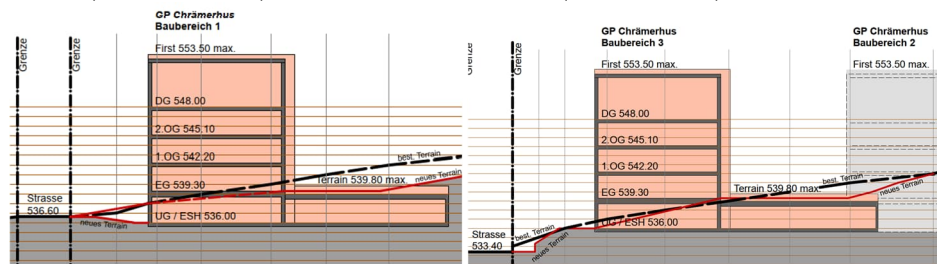 GP Chrämerhus
Baubereich 1
First 553.50 max.
Grenze
Grenze
DG 548.00
2.OG 545.10
1.OG 542.20
EG 539.30
UG / ESH 536.00
Strasse
536.60
best. Terrain
Terrain 539.80 max.
neues Terrain
neues Terrain
GP Chrämerhus
Baubereich 3
First 553.50 max.
GP Chrämerhus
Baubereich 2
First 553.50 max.
Grenze
DG 548.00
2.OG 545.10
1.OG 542.20
EG 539.30
UG / ESH 536.00
Strasse
533.40
best. Terrain
neues Terrain
Terrain 539.80 max.
best. Terrain
neues Terrain